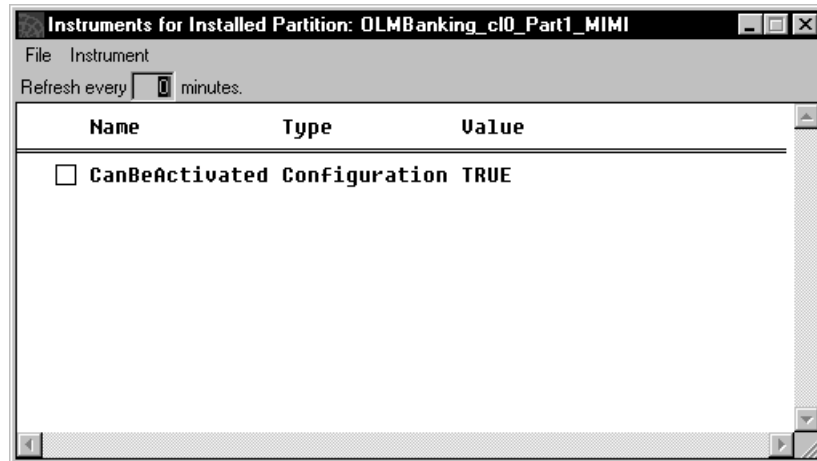 Instruments for Installed Partition: OLMBanking_cl0_Part1_MIMI
File Instrument
Refresh every 0 minutes.
Name Type Value
CanBeActivated Configuration TRUE